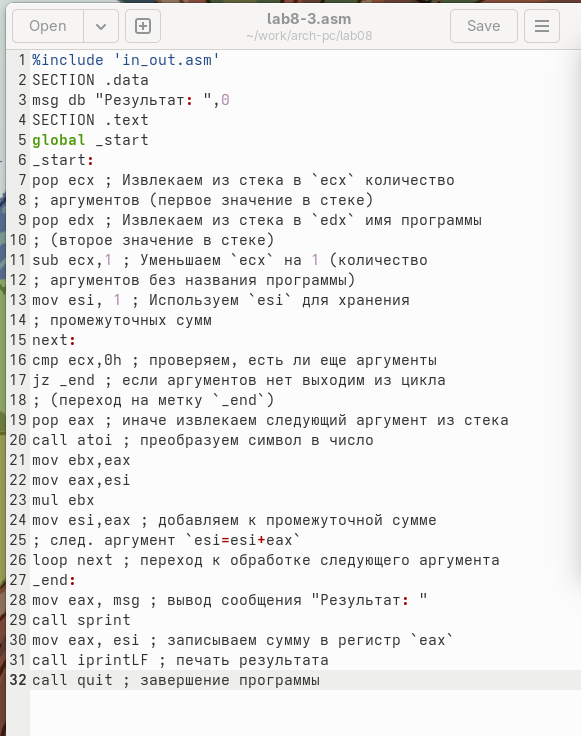 Open
lab8-3.asm
~/work/arch-pc/lab08
Save
1 %include 'in_out.asm'
2 SECTION .data
3 msg db "Результат: ",0
4 SECTION .text
5 global _start
6 _start:
7 pop ecx ; Извлекаем из стека в `ecx` количество
8 ; аргументов (первое значение в стеке)
9 pop edx ; Извлекаем из стека в `edx` имя программы
10 ; (второе значение в стеке)
11 sub ecx,1 ; Уменьшаем `ecx` на 1 (количество
12 ; аргументов без названия программы)
13 mov esi, 1 ; Используем `esi` для хранения
14 ; промежуточных сумм
15 next:
16 cmp ecx,0h ; проверяем, есть ли еще аргументы
17 jz _end ; если аргументов нет выходим из цикла
18 ; (переход на метку `_end`)
19 pop eax ; иначе извлекаем следующий аргумент из стека
20 call atoi ; преобразуем символ в число
21 mov ebx,eax
22 mov eax,esi
23 mul ebx
24 mov esi,eax ; добавляем к промежуточной сумме
25 ; след. аргумент `esi=esi+eax`
26 loop next ; переход к обработке следующего аргумента
27 _end:
28 mov eax, msg ; вывод сообщения "Результат: "
29 call sprint
30 mov eax, esi ; записываем сумму в регистр `eax`
31 call iprintLF ; печать результата
32 call quit ; завершение программы